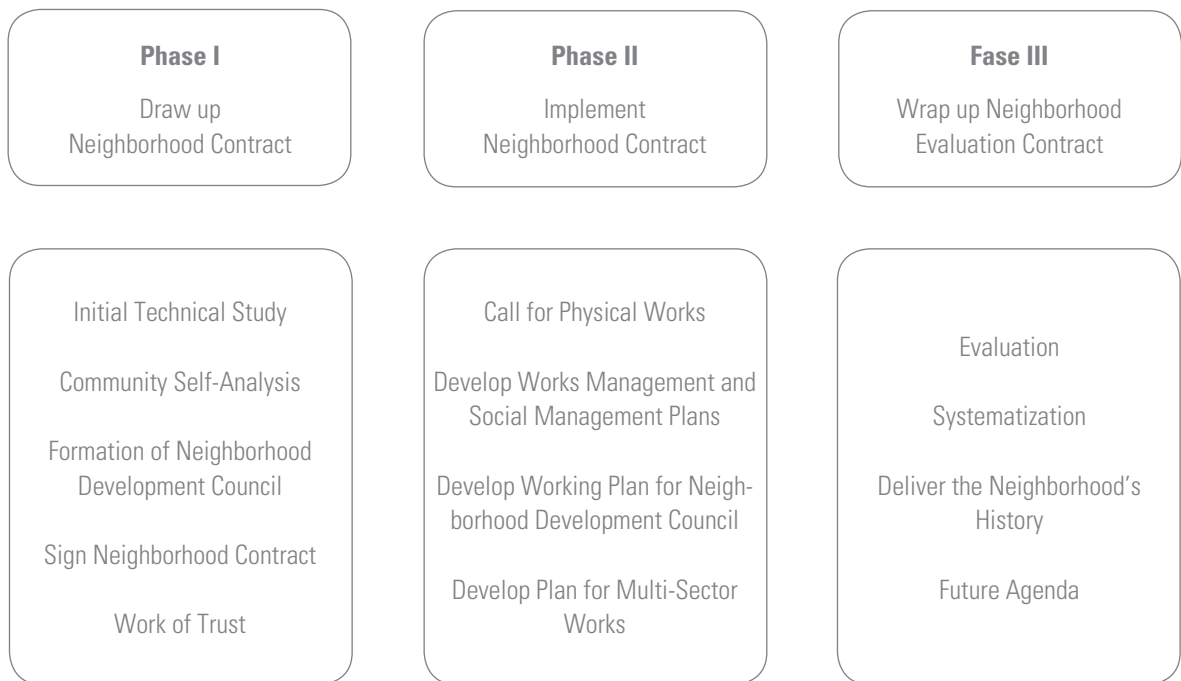 Phase I
Draw up
Neighborhood Contract
Phase II
Implement
Neighborhood Contract
Fase III
Wrap up Neighborhood
Evaluation Contract
Initial Technical Study
Community Self-Analysis
Formation of Neighborhood
Development Council
Sign Neighborhood Contract
Work of Trust
Call for Physical Works
Develop Works Management and
Social Management Plans
Develop Working Plan for Neigh-
borhood Development Council
Develop Plan for Multi-Sector
Works
Evaluation
Systematization
Deliver the Neighborhood's
History
Future Agenda